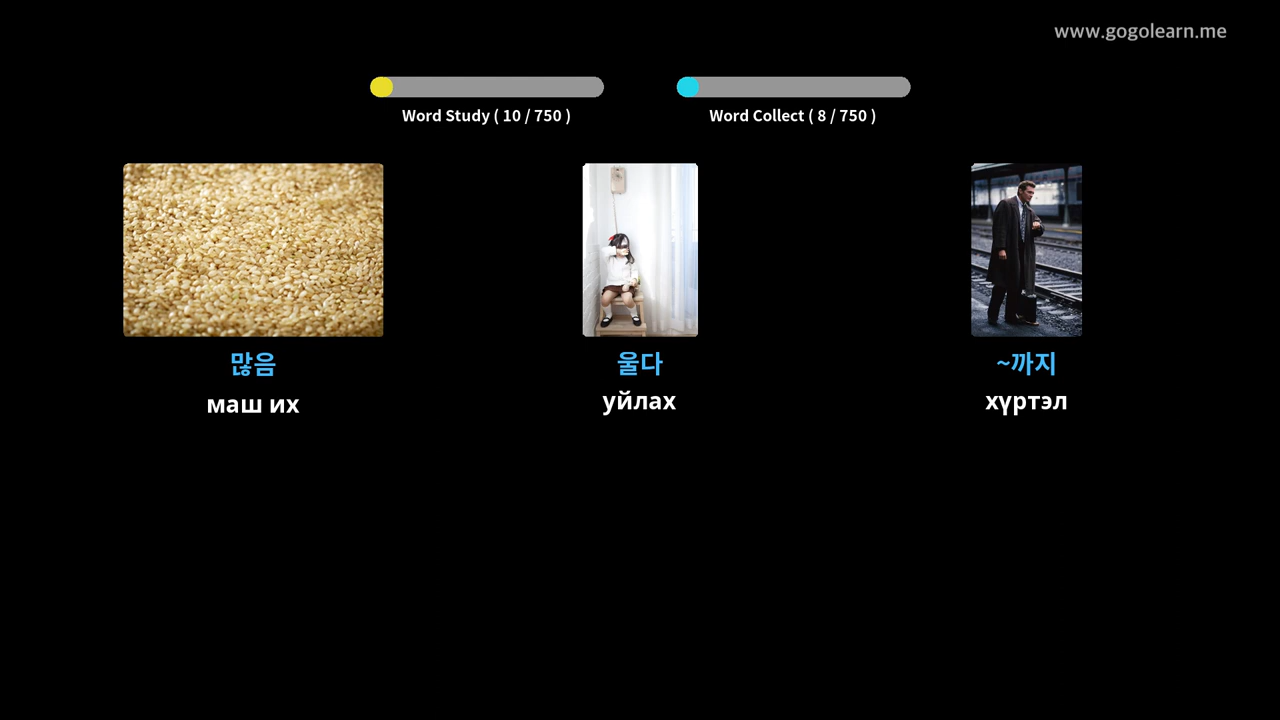 www.gogolearn.me
Word Study ( 10 / 750 )
Word Collect ( 8 / 750 )
많음
маш их
울다
уйлах
~까지
хүртэл